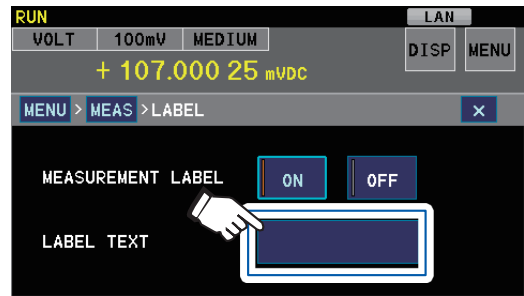 RUN LAN
VOLT 100mV MEDIUM DISP MENU
+ 107.000 25 mVDC
MENU > MEAS >LABEL ×
MEASUREMENT LABEL ON OFF
LABEL TEXT